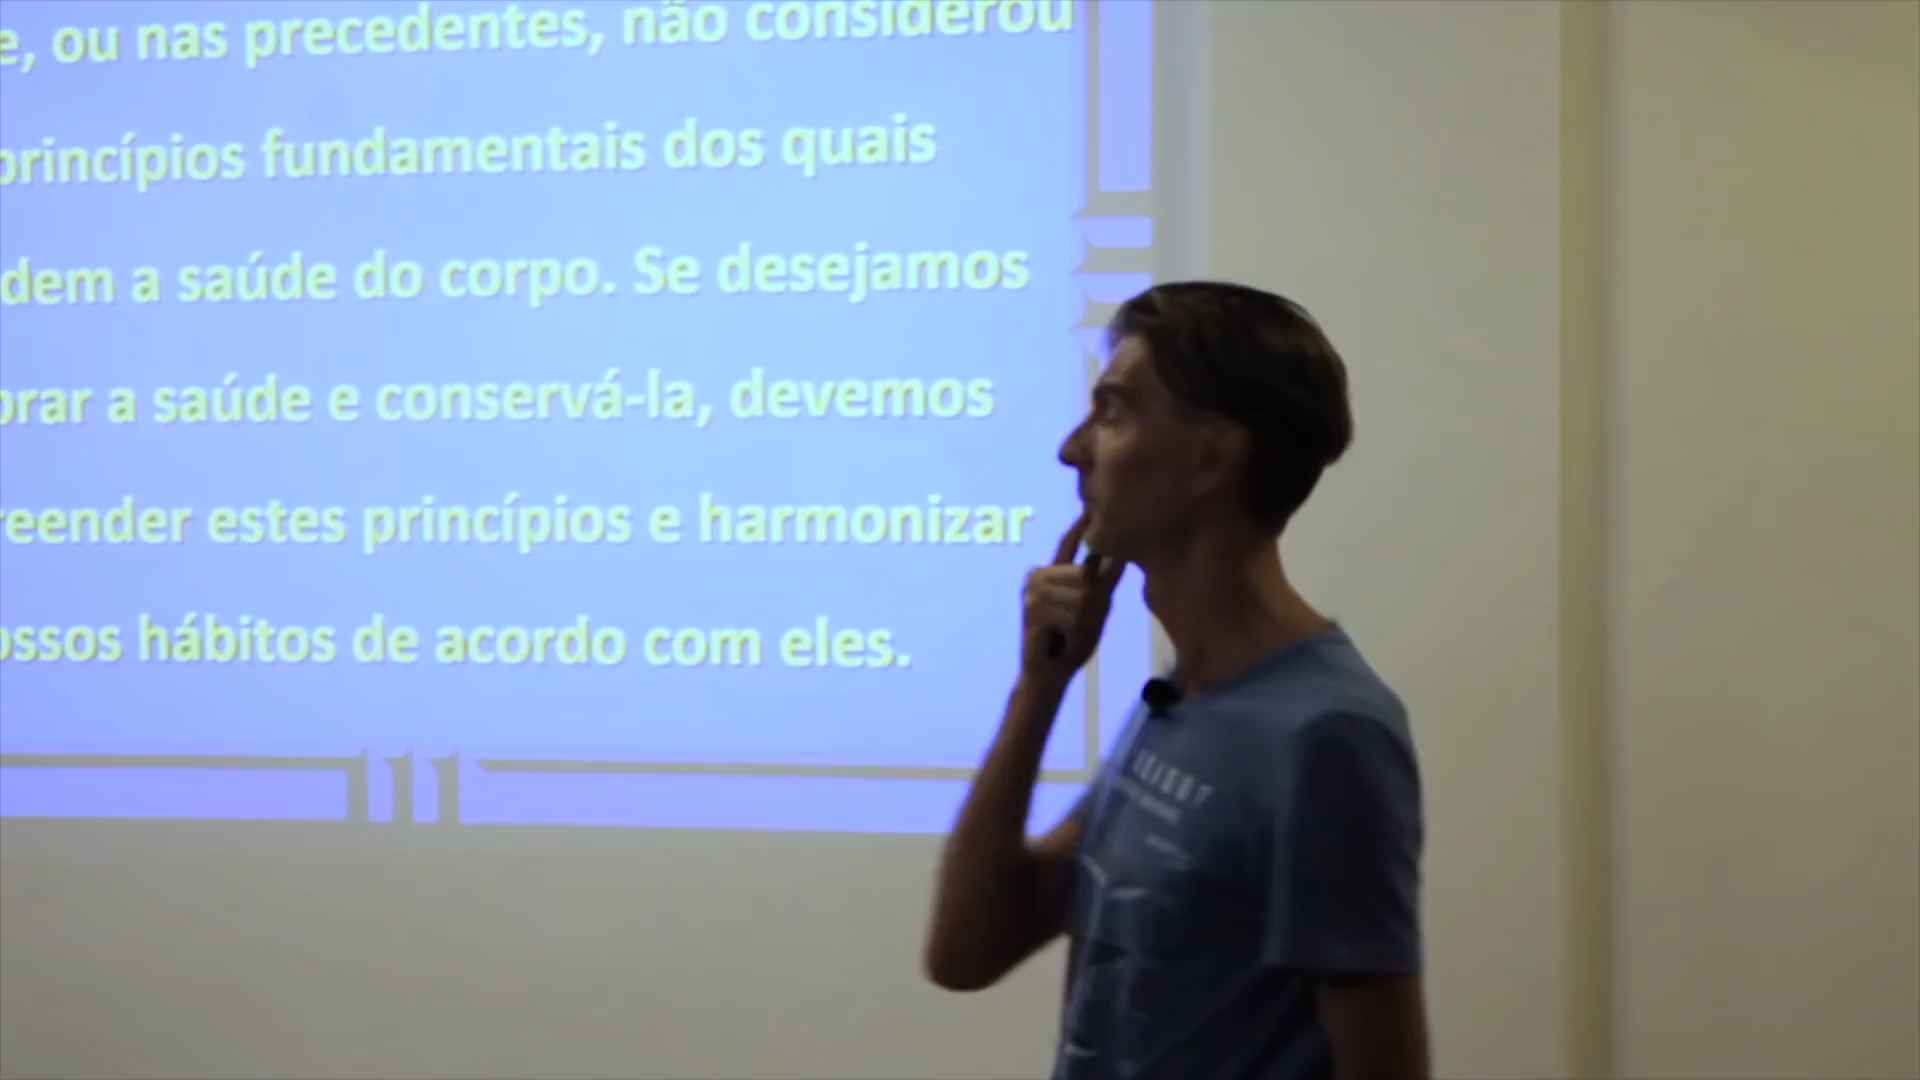 e, ou nas precedentes, não considerou
princípios fundamentais dos quais
dem a saúde do corpo. Se desejamos
orar a saúde e conservá-la, devemos
reender estes princípios e harmonizar
ossos hábitos de acordo com eles.